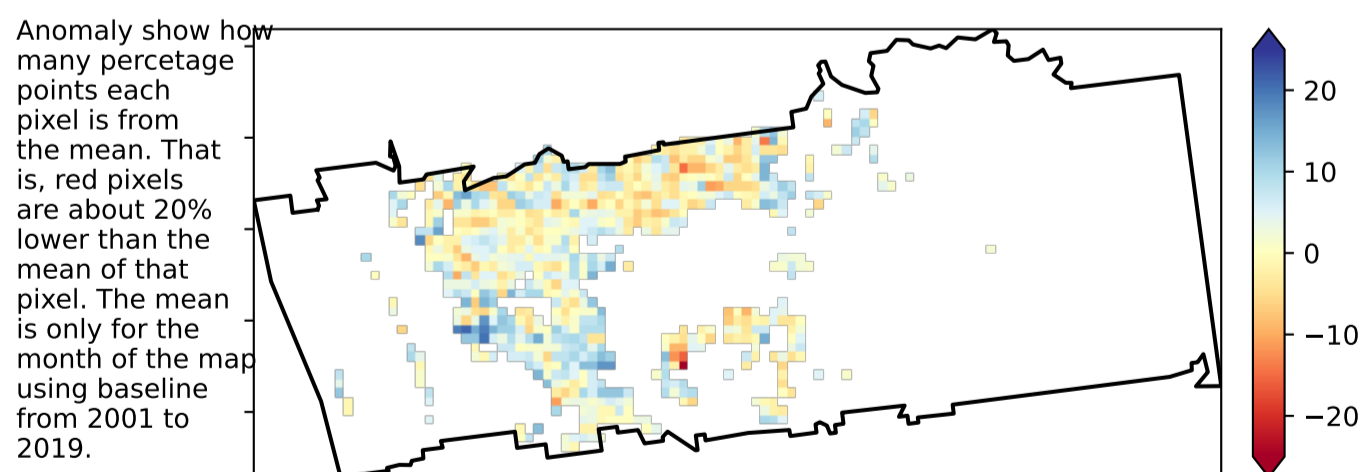 Anomaly show how
many percetage
points each
pixel is from
the mean. That
is, red pixels
are about 20%
lower than the
mean of that
pixel. The mean
is only for the
month of the map
using baseline
from 2001 to
2019.
20
10
0
−10
−20